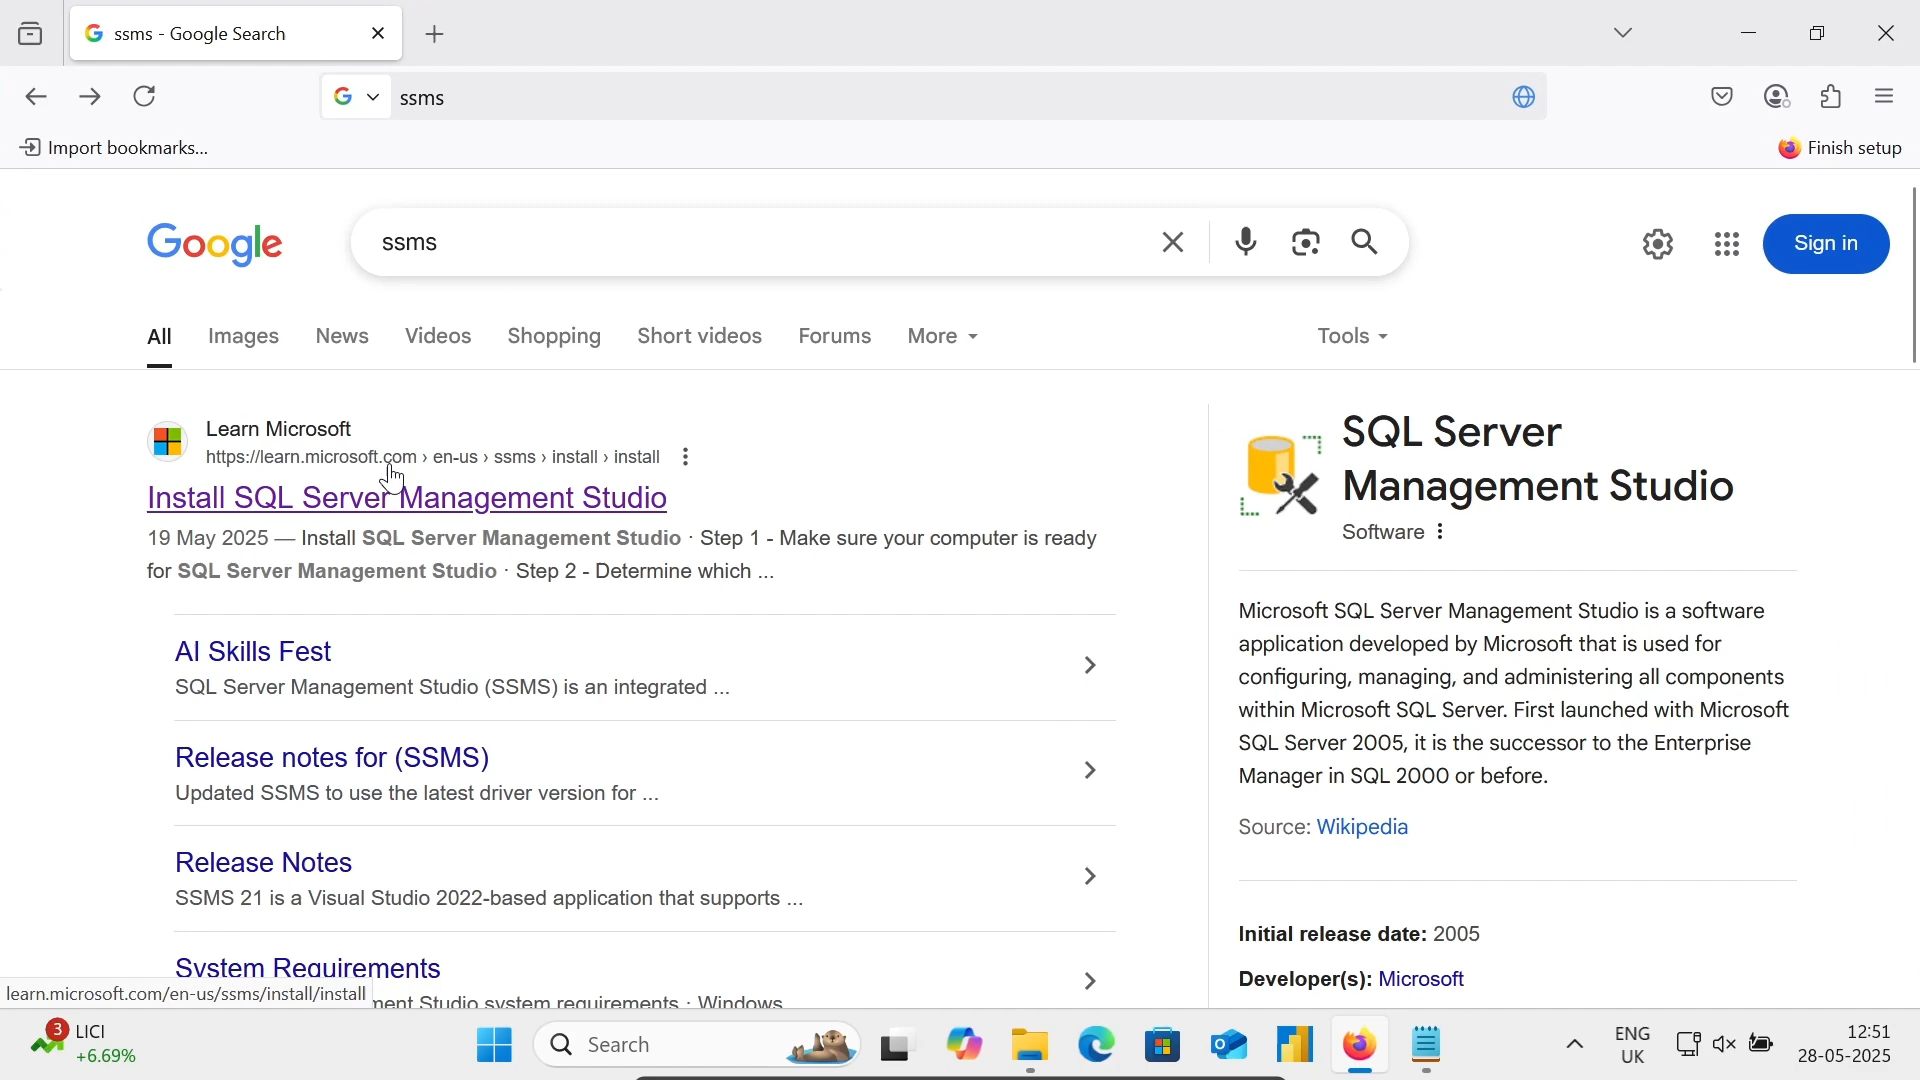 ssms - Google Search
ssms
Import bookmarks...
Finish setup
Google
ssms
Sign in
All
Images
News
Videos
Shopping
Short videos
Forums
More
Tools
Learn Microsoft
https://learn.microsoft.com › en-us › ssms › install › install
Install SQL Server Management Studio
19 May 2025 — Install SQL Server Management Studio · Step 1 - Make sure your computer is ready
for SQL Server Management Studio · Step 2 - Determine which ...
AI Skills Fest
SQL Server Management Studio (SSMS) is an integrated ...
Release notes for (SSMS)
Updated SSMS to use the latest driver version for ...
Release Notes
SSMS 21 is a Visual Studio 2022-based application that supports ...
System Requirements
ment Studio system requirements · Windows
learn.microsoft.com/en-us/ssms/install/install
SQL Server
Management Studio
Software
Microsoft SQL Server Management Studio is a software
application developed by Microsoft that is used for
configuring, managing, and administering all components
within Microsoft SQL Server. First launched with Microsoft
SQL Server 2005, it is the successor to the Enterprise
Manager in SQL 2000 or before.
Source: Wikipedia
Initial release date: 2005
Developer(s): Microsoft
3
LICI
+6.69%
Search
ENG
UK
12:51
28-05-2025